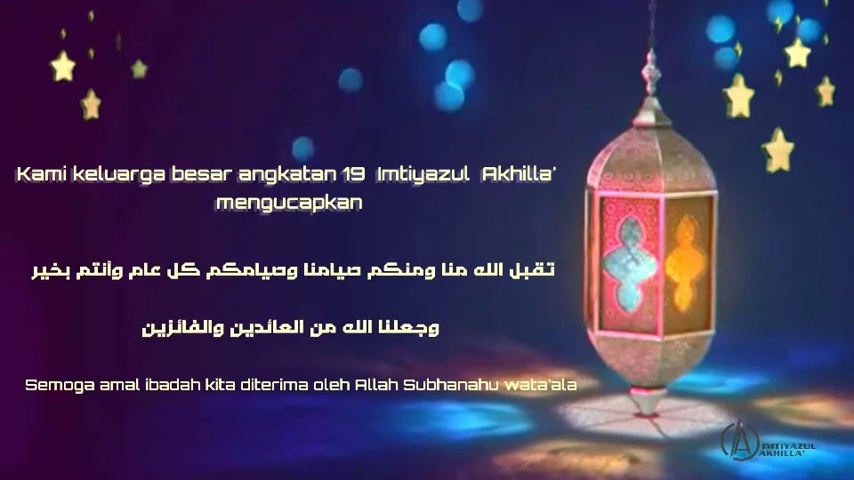 Kami keluarga besar angkatan 19 Imtiyazul Akhilla'
mengucapkan
تقبل الله منا ومنكم صيامنا وصيامكم كل عام وأنتم بخير
وجعلنا الله من العائدين والفائزين
Semoga amal ibadah kita diterima oleh Allah Subhanahu wata'ala
IMTIYAZUL
AKHILLA'